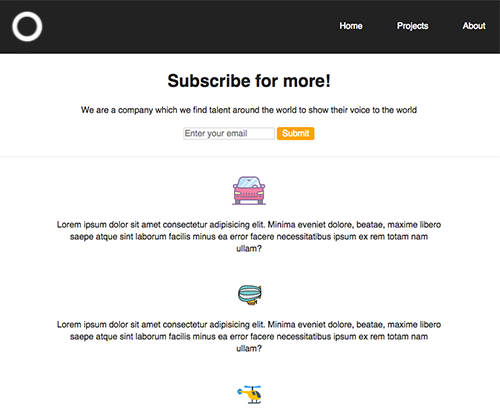 Home Projects About
Subscribe for more!
We are a company which we find talent around the world to show their voice to the world
Enter your email Submit
Lorem ipsum dolor sit amet consectetur adipisicing elit. Minima eveniet dolore, beatae, maxime libero
saepe atque sint laborum facilis minus ea error facere necessitatibus ipsum ex rem totam nam
ullam?
Lorem ipsum dolor sit amet consectetur adipisicing elit. Minima eveniet dolore, beatae, maxime libero
saepe atque sint laborum facilis minus ea error facere necessitatibus ipsum ex rem totam nam
ullam?